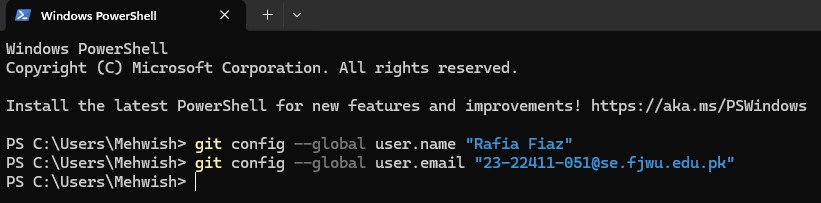 Windows PowerShell
Windows PowerShell
Copyright (C) Microsoft Corporation. All rights reserved.
Install the latest PowerShell for new features and improvements! https://aka.ms/PSWindows
PS C:\Users\Mehwish> git config --global user.name "Rafia Fiaz"
PS C:\Users\Mehwish> git config --global user.email "23-22411-051@se.fjwu.edu.pk"
PS C:\Users\Mehwish>